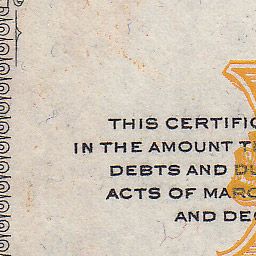 THIS CERTIFIC
IN THE AMOUNT T
DEBTS AND DU
ACTS OF MARC
AND DEC